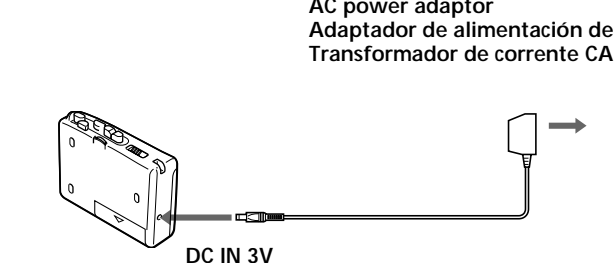 AC power adaptor
Adaptador de alimentación de
Transformador de corrente CA
DC IN 3V